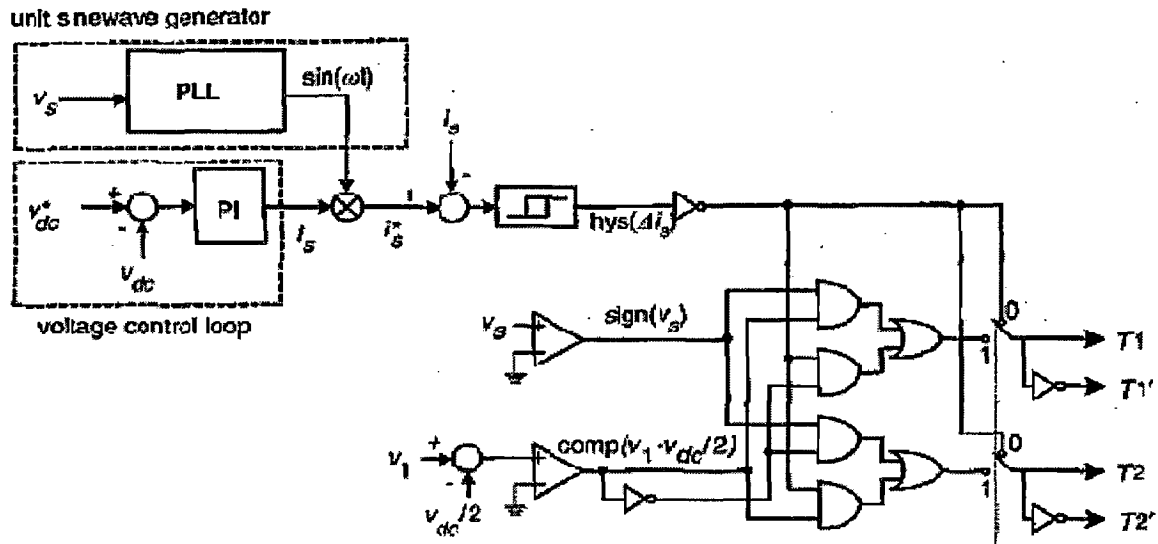 unit snewave generator
PLL
sin(ωt)
v_s
i_s
-
v*_dc
+
-
PI
I_s
i*_s
hys(Δi_s)
v_dc
voltage control loop
v_s
+
-
sign(v_s)
0
1
T1
T1'
v_1
+
-
v_dc/2
+
-
comp(v_1-v_dc/2)
0
1
T2
T2'